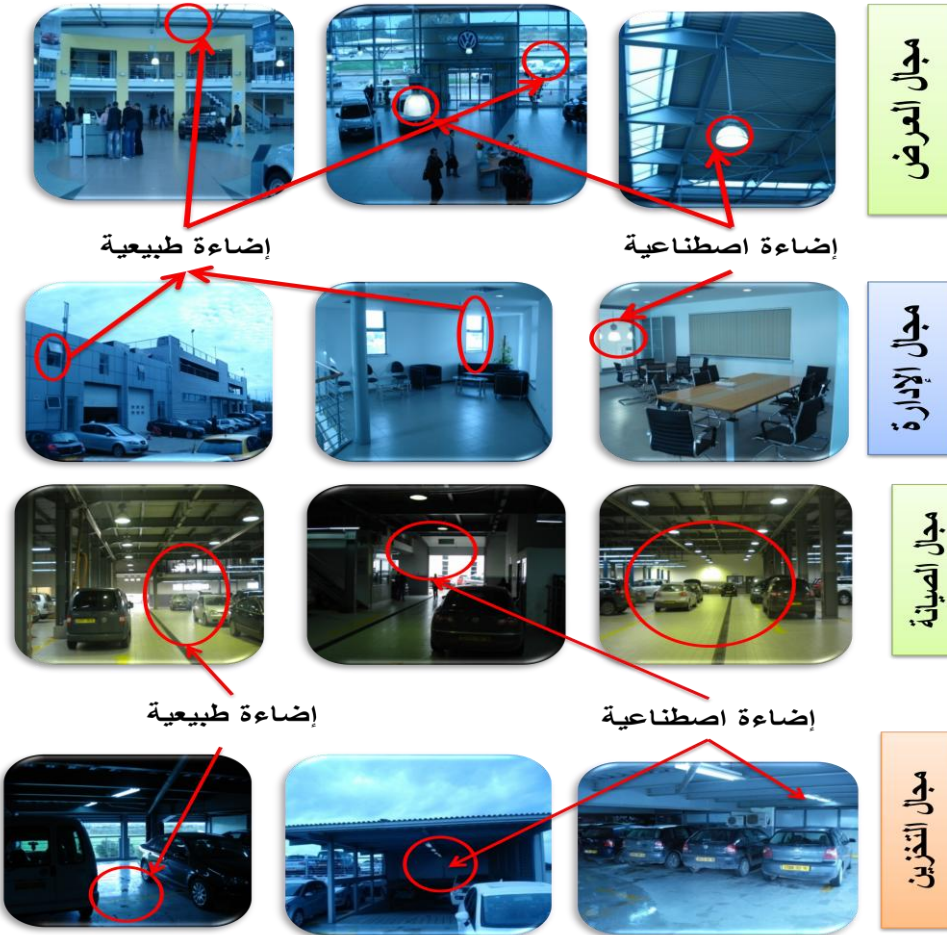 مجال العرض
إضاءة طبيعية
إضاءة اصطناعية
مجال الإدارة
مجال الصيانة
إضاءة طبيعية
إضاءة اصطناعية
مجال التخزين